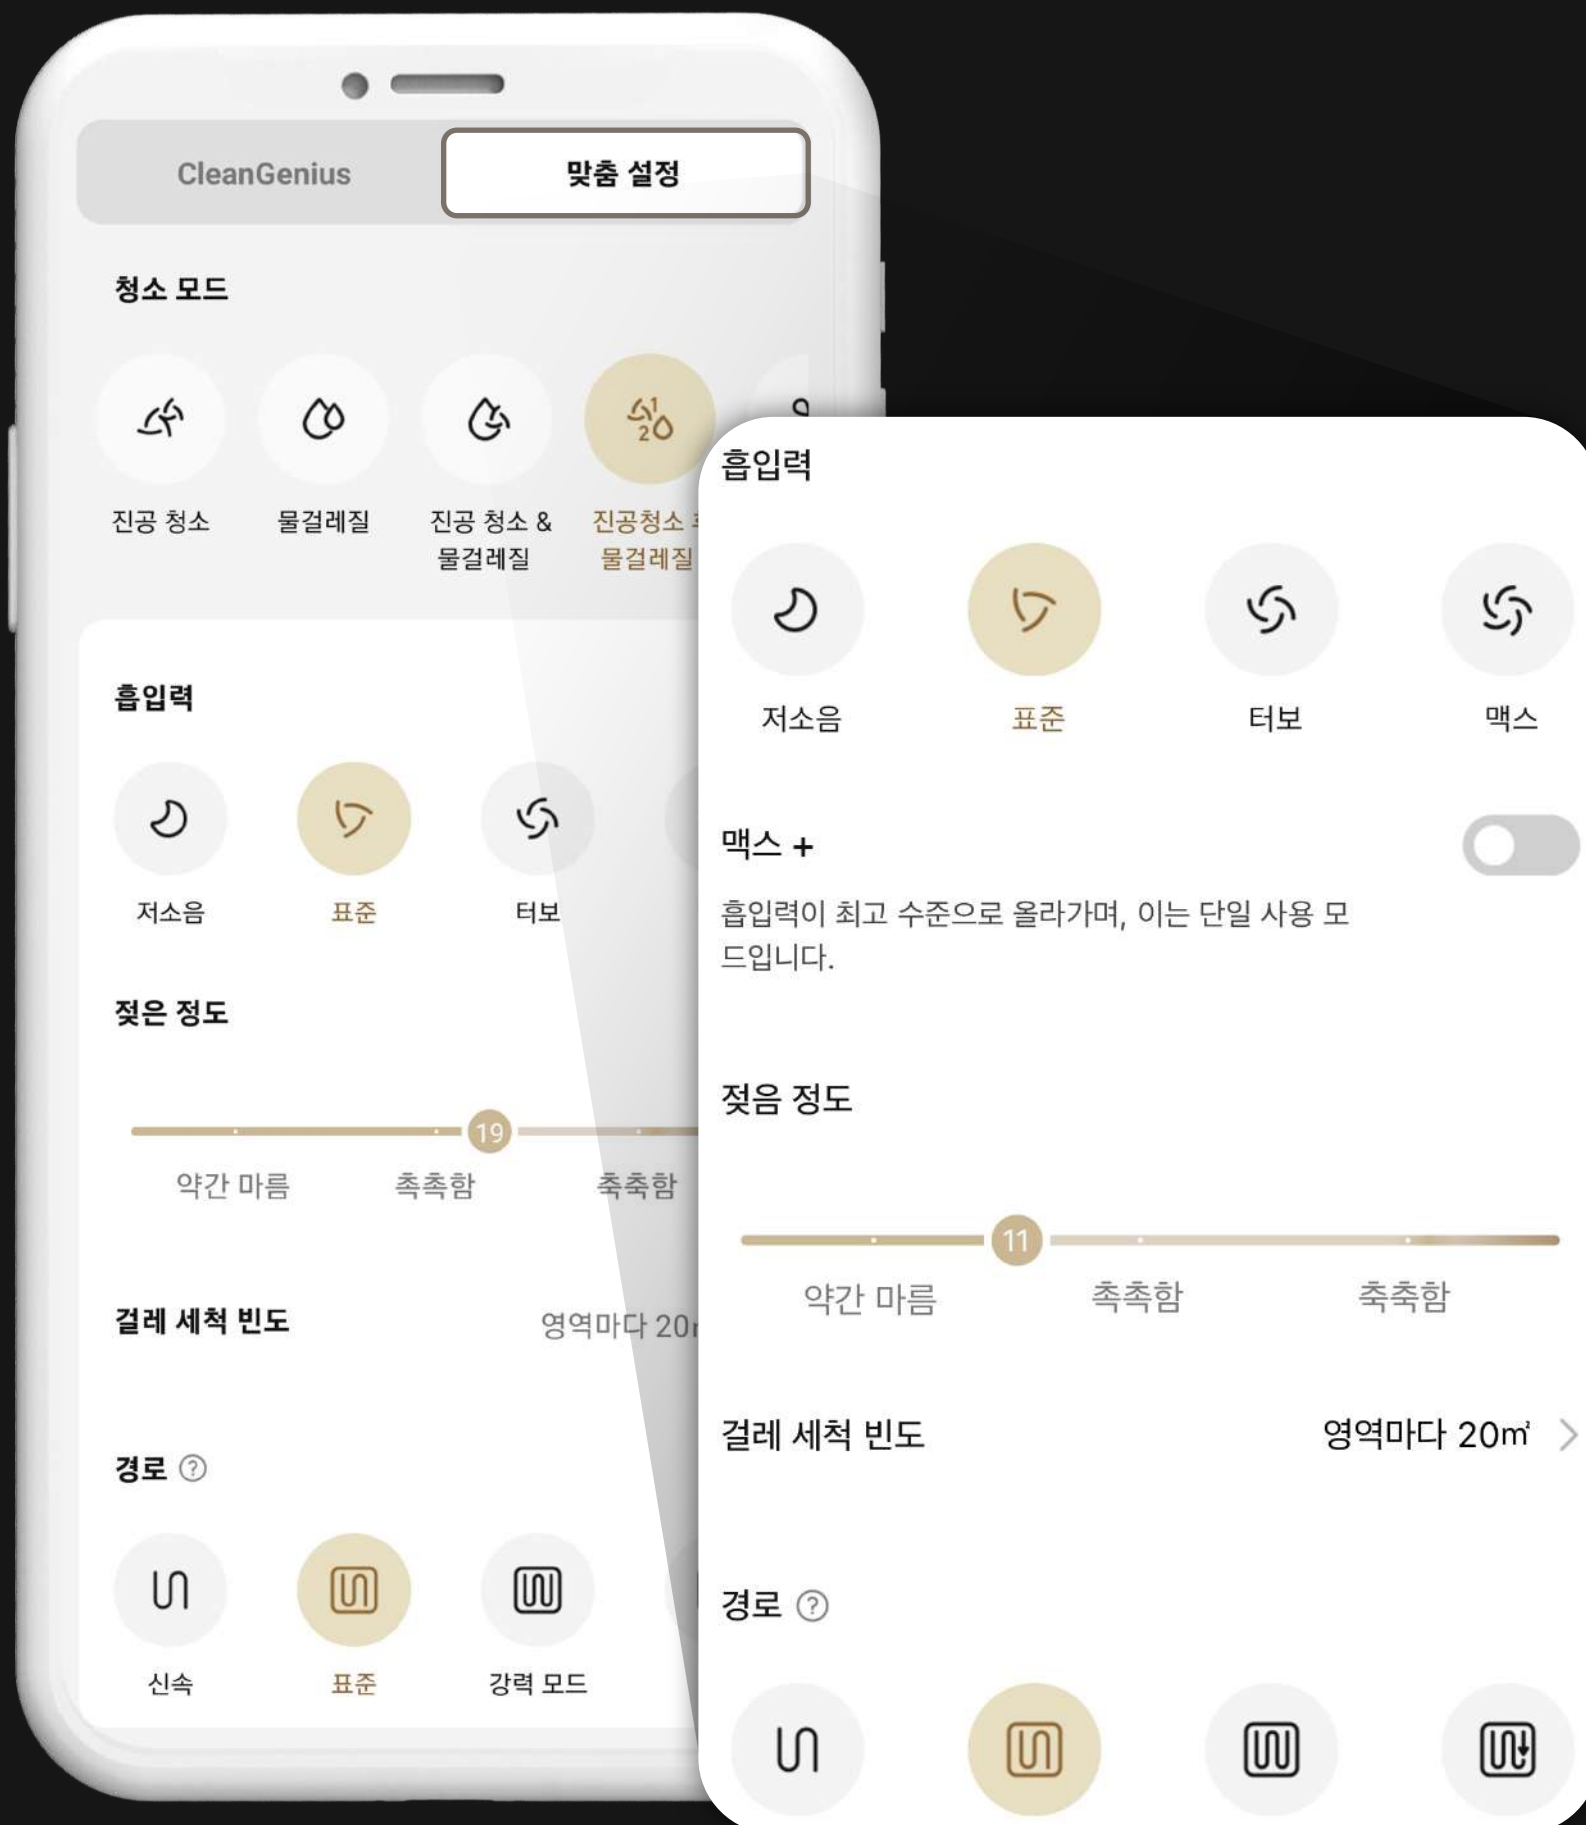 CleanGenius
맞춤 설정
청소 모드
진공 청소
물걸레질
진공 청소 &
물걸레질
진공청소
물걸레질
흡입력
저소음
표준
터보
젖은 정도
19
약간 마름
촉촉함
축축함
걸레 세척 빈도
영역마다 20
경로 ?
신속
표준
강력 모드
흡입력
저소음
표준
터보
맥스
맥스 +
흡입력이 최고 수준으로 올라가며, 이는 단일 사용 모
드입니다.
젖음 정도
11
약간 마름
촉촉함
축축함
걸레 세척 빈도
영역마다 20㎡ >
경로 ?